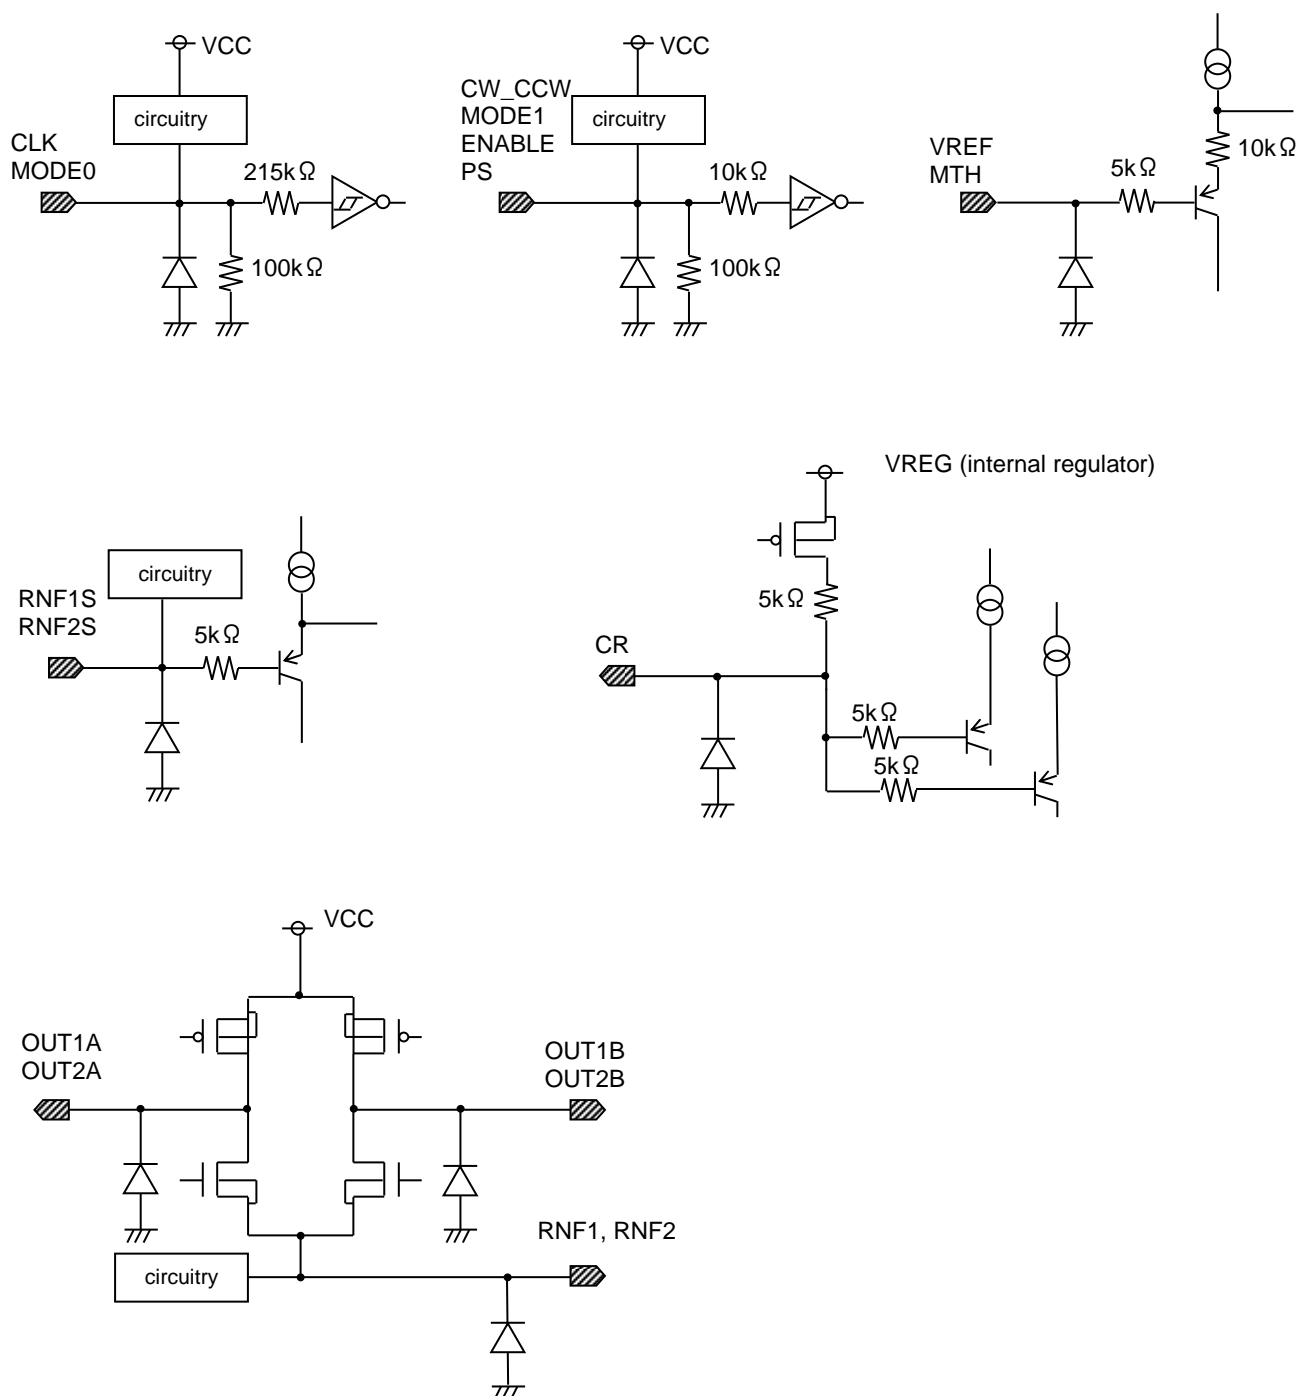 VCC
circuitry
CLK
MODE0
215kΩ
100kΩ
VCC
CW_CCW
MODE1
ENABLE
PS
circuitry
10kΩ
100kΩ
VREF
MTH
5kΩ
10kΩ
RNF1S
RNF2S
circuitry
5kΩ
VREG (internal regulator)
5kΩ
CR
5kΩ
5kΩ
VCC
OUT1A
OUT2A
OUT1B
OUT2B
RNF1, RNF2
circuitry